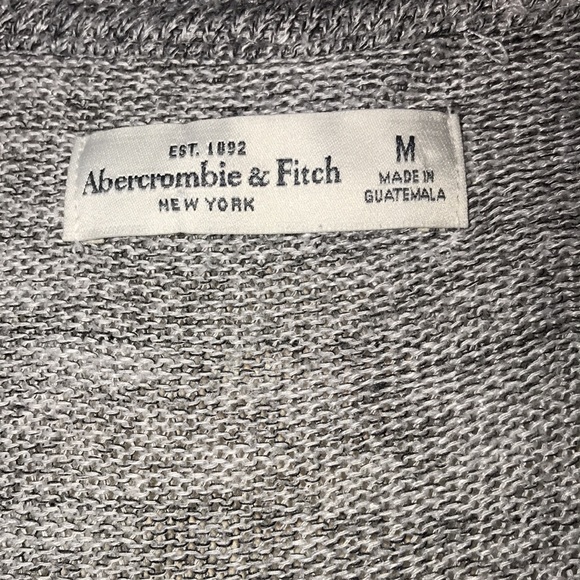 EST. 1892
Abercrombie & Fitch
NEW YORK
M
MADE IN
GUATEMALA